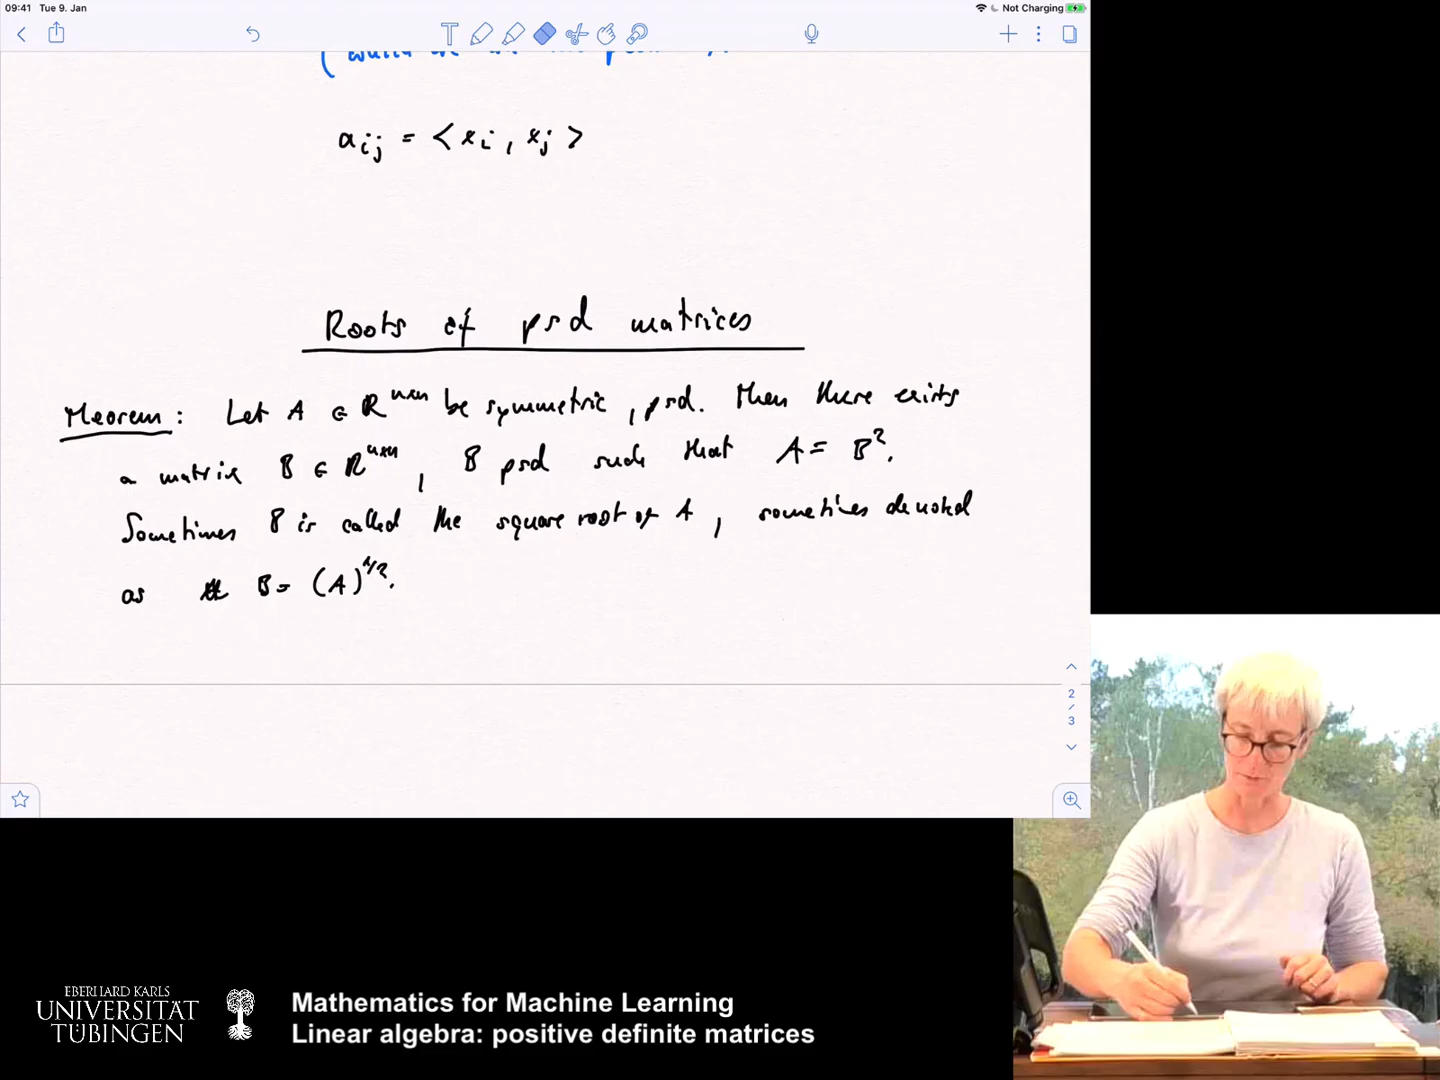 09:41 Tue 9. Jan
Not Charging
a_ij = < x_i , x_j >
Roots of psd matrices
Theorem : Let A ∈ ℝ^{n×n} be symmetric, psd. Then there exists
a matrix B ∈ ℝ^{n×n} , B psd such that A = B².
Sometimes B is called the square root of A , sometimes denoted
as B = (A)^{1/2}.
2
/
3
EBERHARD KARLS
UNIVERSITÄT
TÜBINGEN
Mathematics for Machine Learning
Linear algebra: positive definite matrices